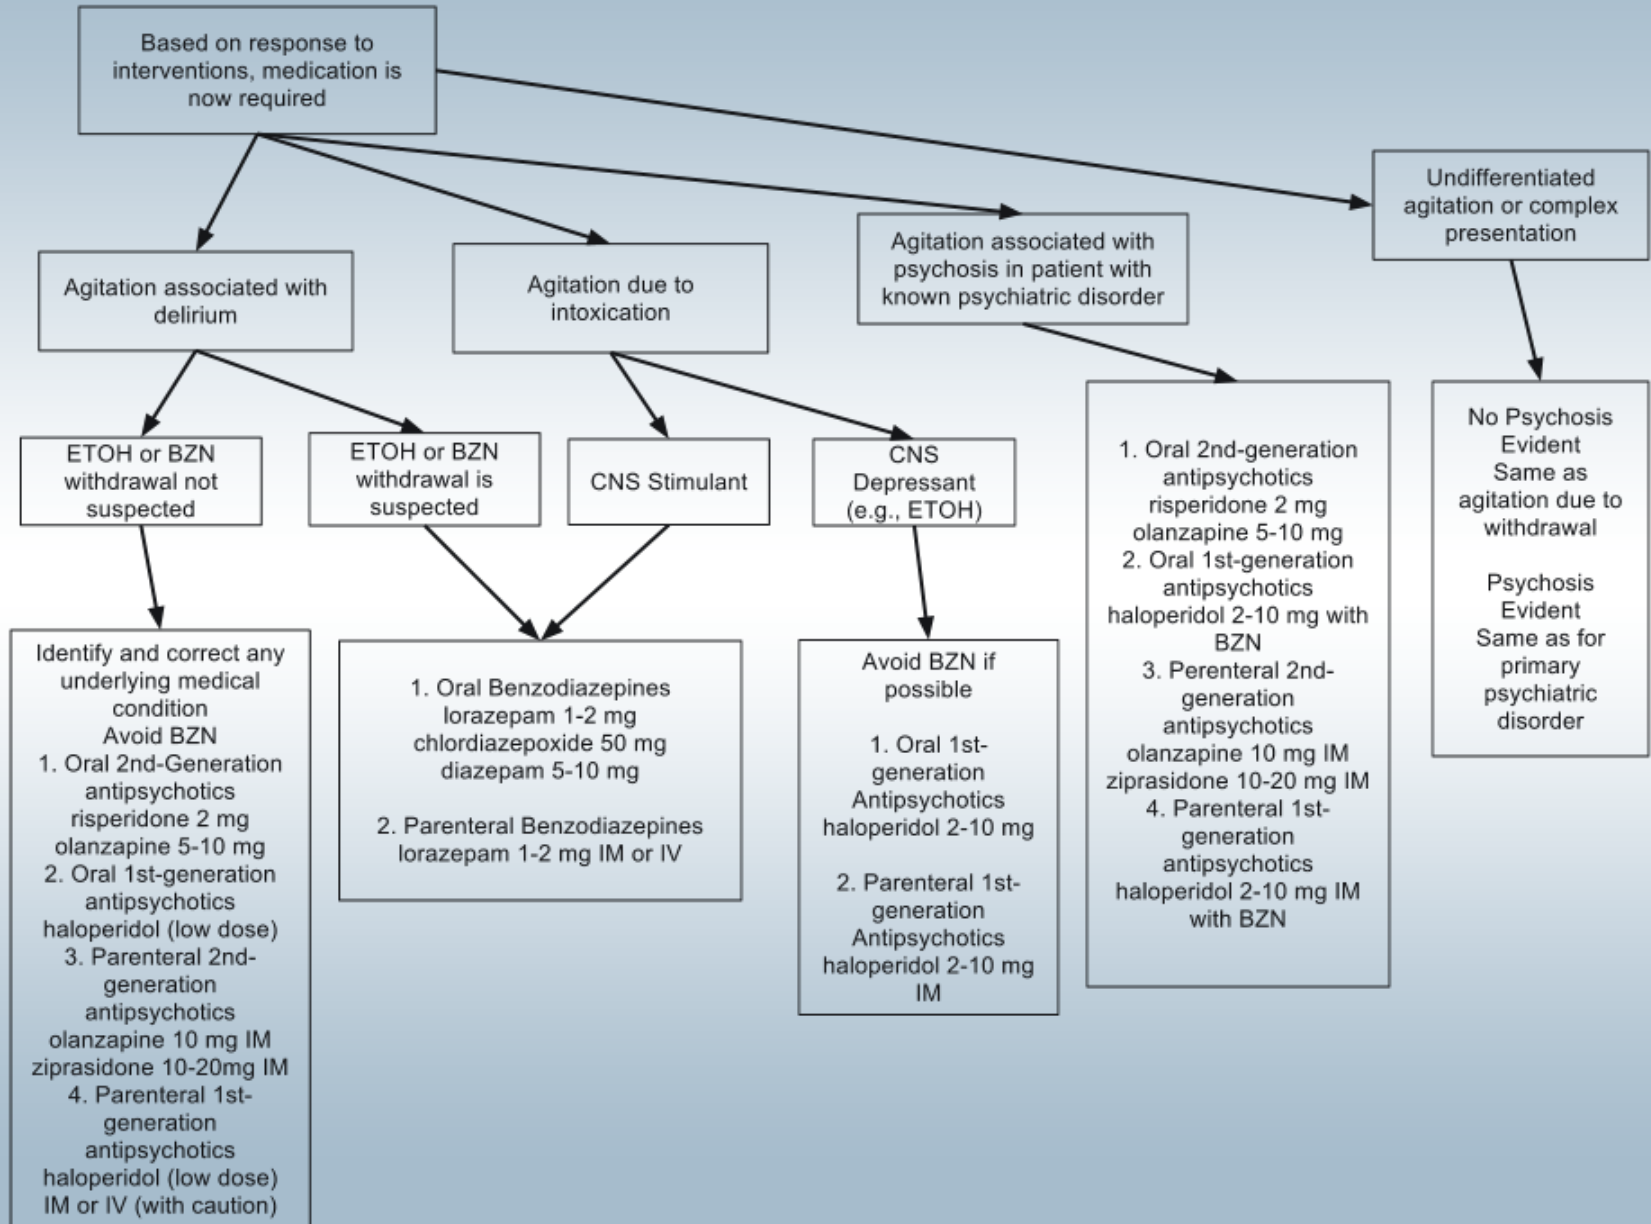 Based on response to
interventions, medication is
now required
Undifferentiated
agitation or complex
presentation
Agitation associated with
psychosis in patient with
known psychiatric disorder
Agitation due to
intoxication
Agitation associated with
delirium
ETOH or BZN
withdrawal not
suspected
ETOH or BZN
withdrawal is
suspected
CNS Stimulant
CNS
Depressant
(e.g., ETOH)
1. Oral 2nd-generation
antipsychotics
risperidone 2 mg
olanzapine 5-10 mg
2. Oral 1st-generation
antipsychotics
haloperidol 2-10 mg with
BZN
3. Perenteral 2nd-
generation
antipsychotics
olanzapine 10 mg IM
ziprasidone 10-20 mg IM
4. Parenteral 1st-
generation
antipsychotics
haloperidol 2-10 mg IM
with BZN
No Psychosis
Evident
Same as
agitation due to
withdrawal
Psychosis
Evident
Same as for
primary
psychiatric
disorder
Identify and correct any
underlying medical
condition
Avoid BZN
1. Oral 2nd-Generation
antipsychotics
risperidone 2 mg
olanzapine 5-10 mg
2. Oral 1st-generation
antipsychotics
haloperidol (low dose)
3. Parenteral 2nd-
generation
antipsychotics
olanzapine 10 mg IM
ziprasidone 10-20mg IM
4. Parenteral 1st-
generation
antipsychotics
haloperidol (low dose)
IM or IV (with caution)
1. Oral Benzodiazepines
lorazepam 1-2 mg
chlordiazepoxide 50 mg
diazepam 5-10 mg
2. Parenteral Benzodiazepines
lorazepam 1-2 mg IM or IV
Avoid BZN if
possible
1. Oral 1st-
generation
Antipsychotics
haloperidol 2-10 mg
2. Parenteral 1st-
generation
Antipsychotics
haloperidol 2-10 mg
IM